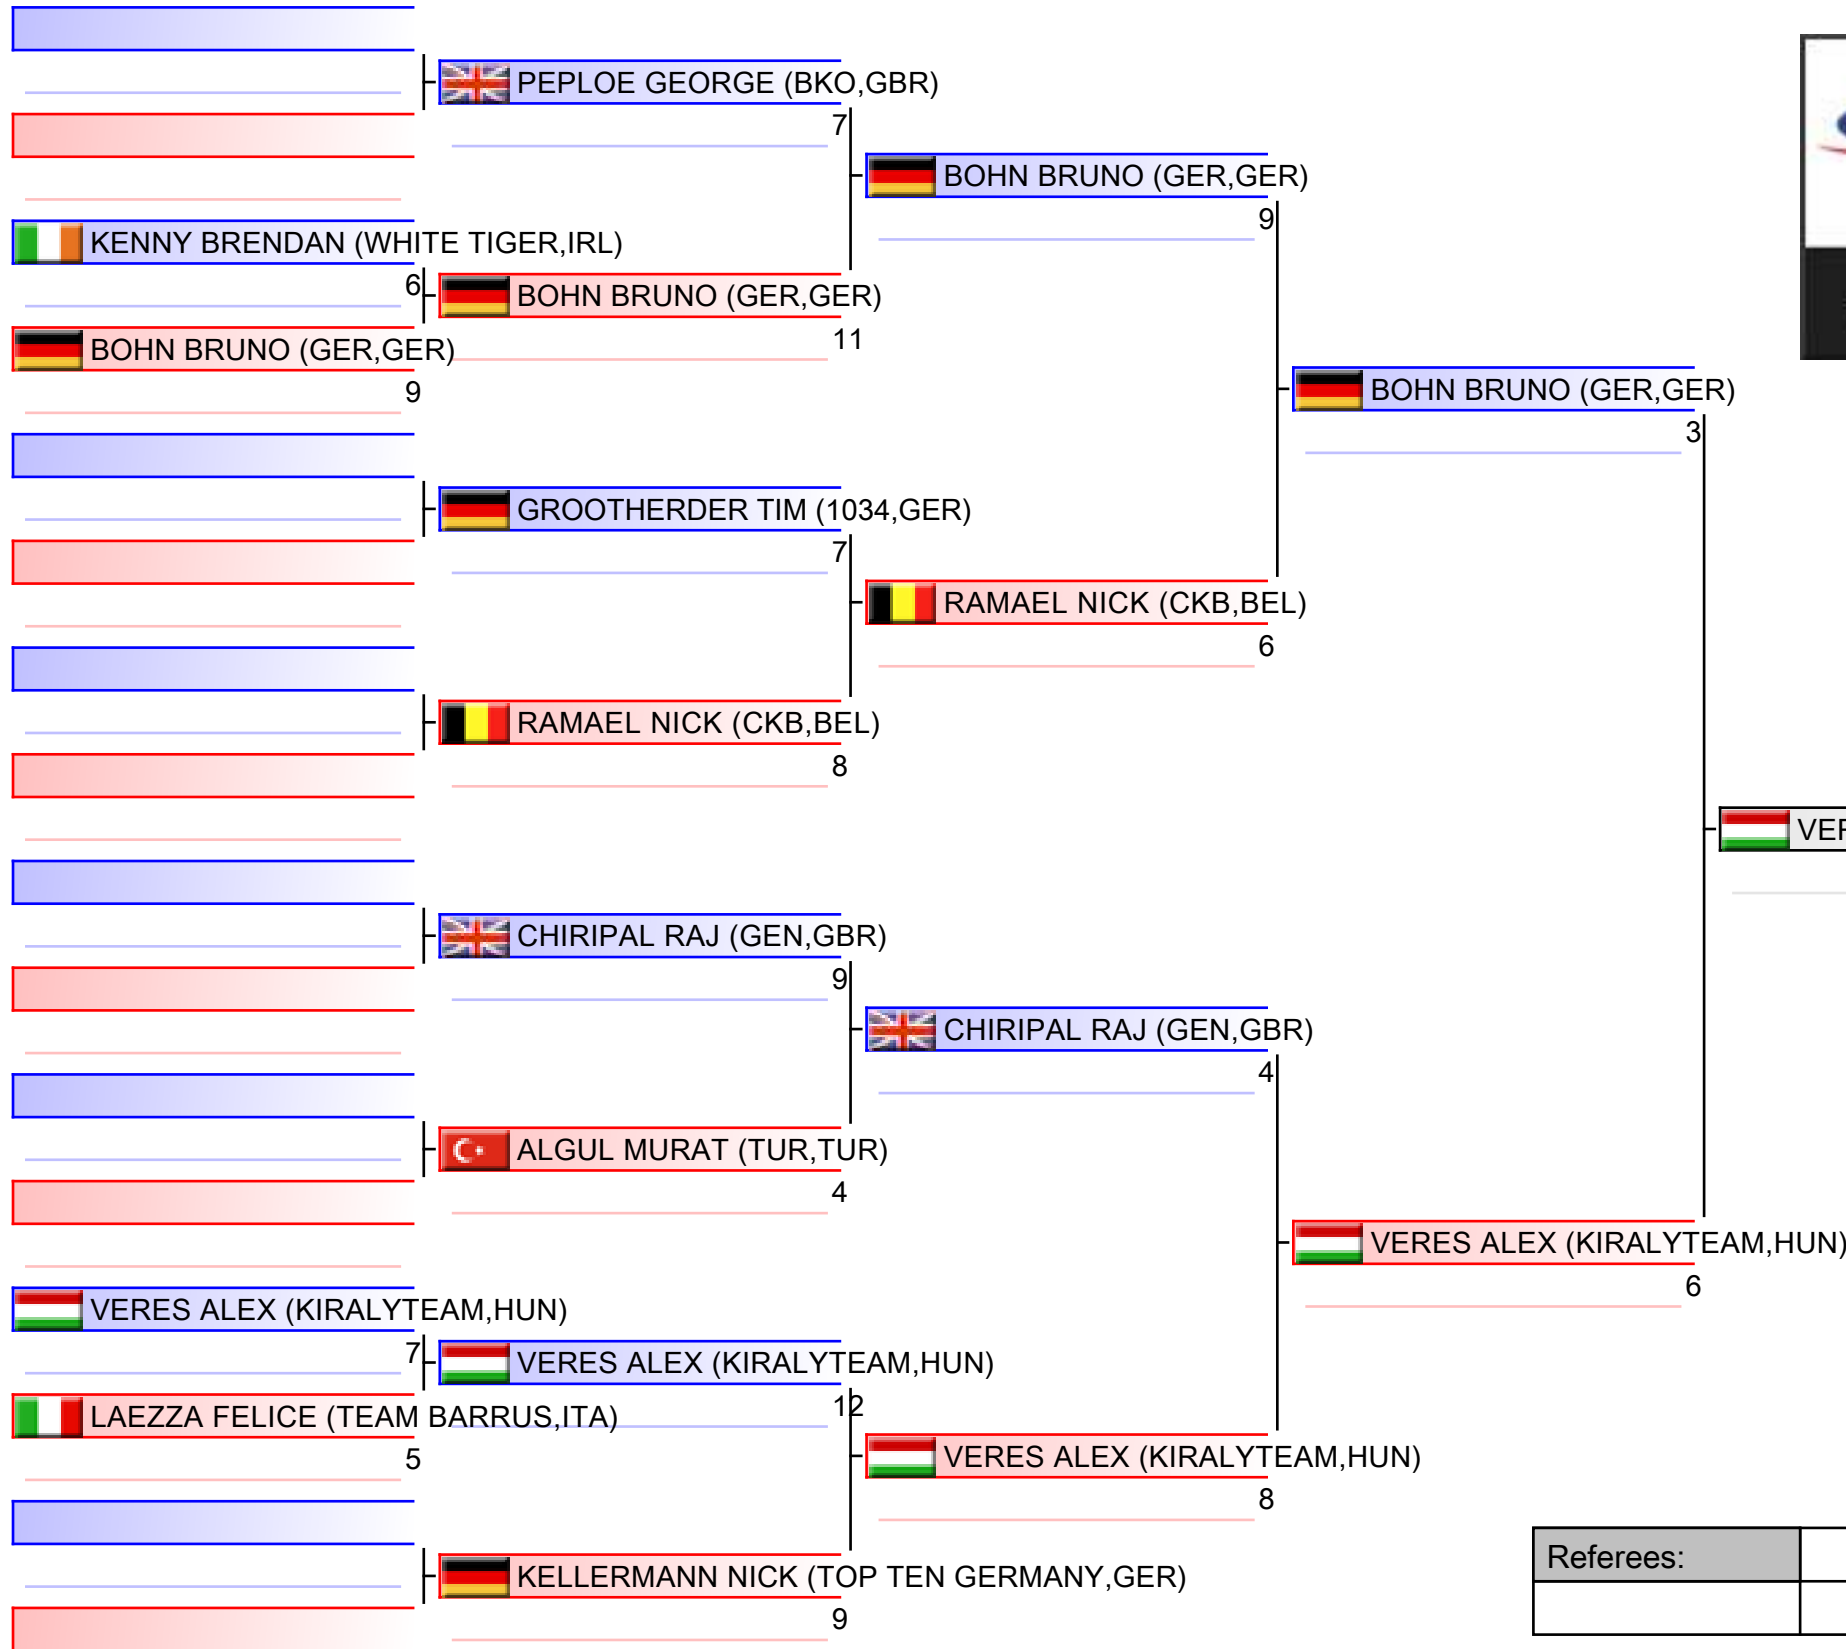 PEPLOE GEORGE (BKO,GBR)
7
BOHN BRUNO (GER,GER)
9
KENNY BRENDAN (WHITE TIGER,IRL)
6
BOHN BRUNO (GER,GER)
11
BOHN BRUNO (GER,GER)
9
BOHN BRUNO (GER,GER)
3
GROOTHERDER TIM (1034,GER)
7
RAMAEL NICK (CKB,BEL)
6
RAMAEL NICK (CKB,BEL)
8
CHIRIPAL RAJ (GEN,GBR)
9
CHIRIPAL RAJ (GEN,GBR)
4
ALGUL MURAT (TUR,TUR)
4
VERES ALEX (KIRALYTEAM,HUN)
6
VERES ALEX (KIRALYTEAM,HUN)
7
VERES ALEX (KIRALYTEAM,HUN)
12
LAEZZA FELICE (TEAM BARRUS,ITA)
5
VERES ALEX (KIRALYTEAM,HUN)
8
KELLERMANN NICK (TOP TEN GERMANY,GER)
9
Referees: